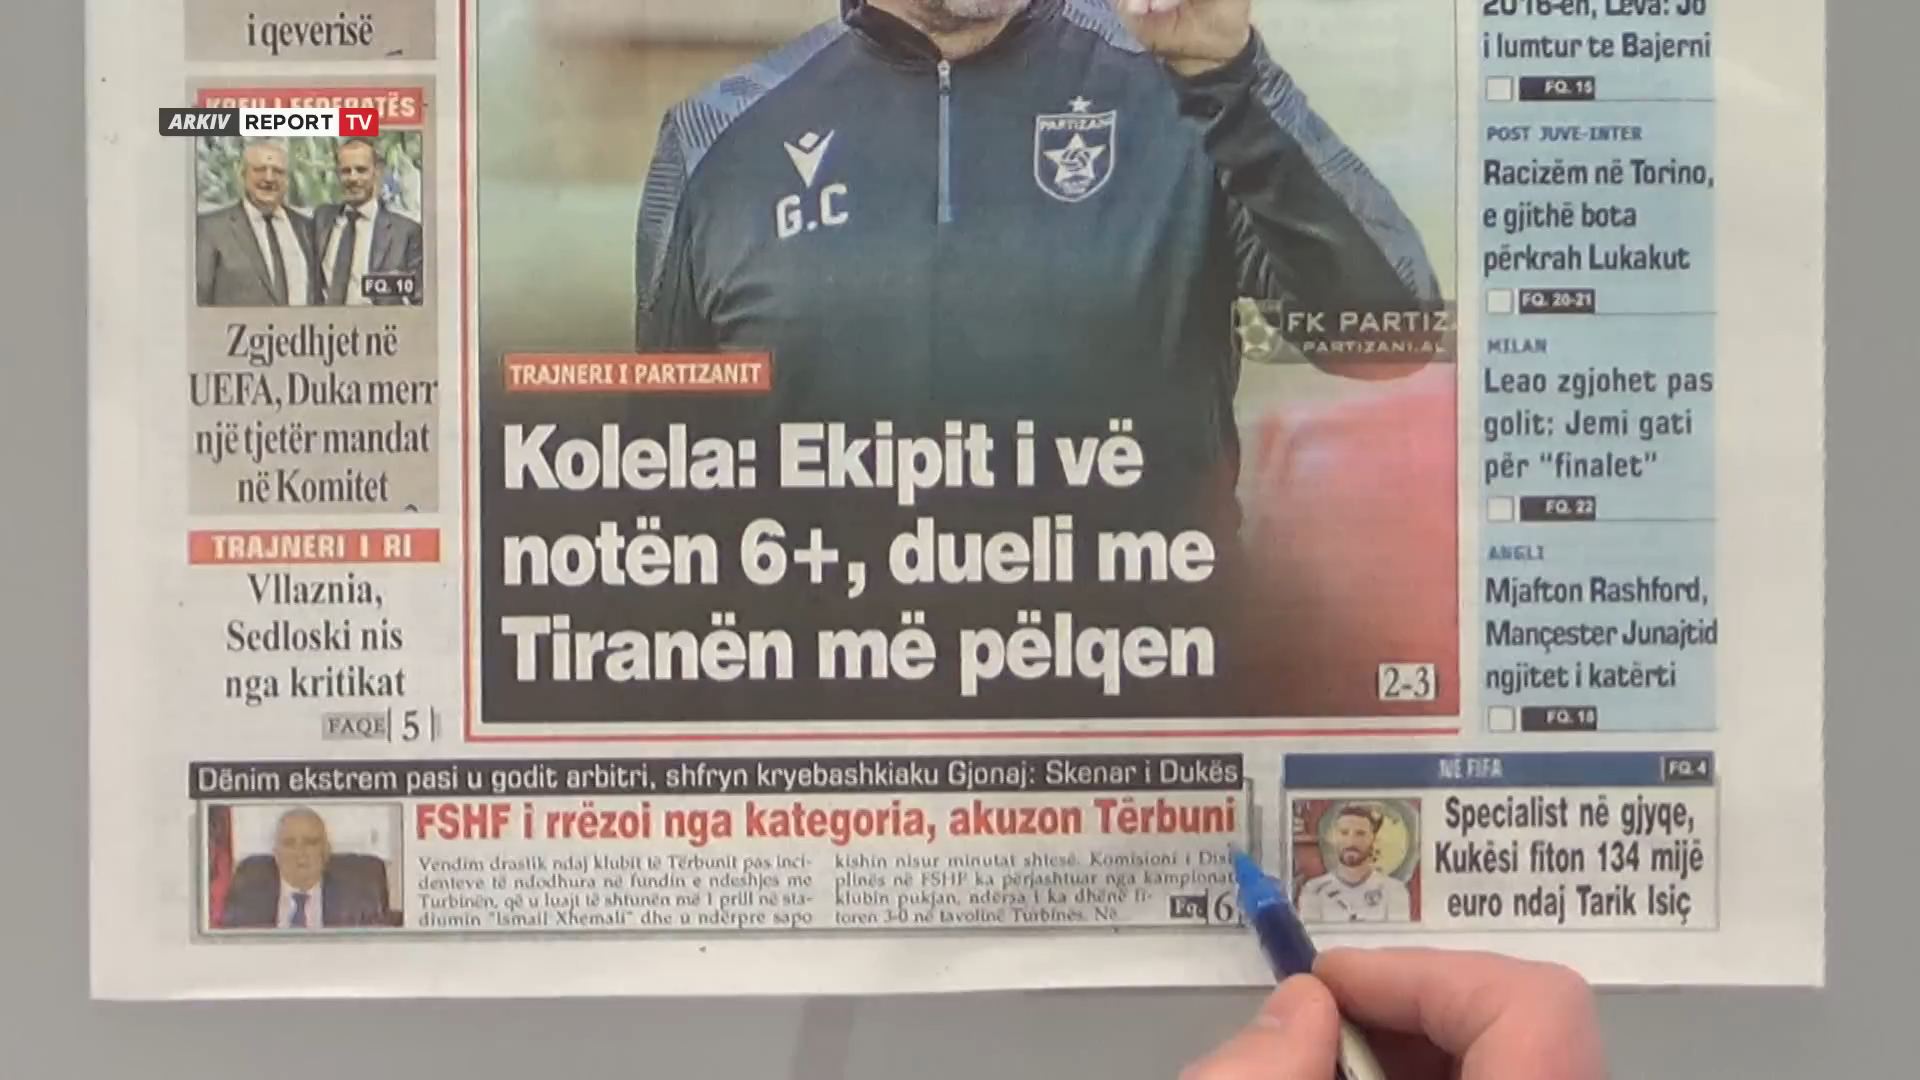 i qeverisë
ARKIV REPORT TV
FQ. 10
Zgjedhjet në
UEFA, Duka merr
një tjetër mandat
në Komitet
TRAJNERI I RI
Vllaznia,
Sedloski nis
nga kritikat
FAQE 5
PARTIZANI
G.C
FK PARTIZ
PARTIZANI.AL
TRAJNERI I PARTIZANIT
Kolela: Ekipit i vë
notën 6+, dueli me
Tiranën më pëlqen
2-3
2016-ën, Leva: Jo
i lumtur te Bajerni
FQ. 15
POST JUVE-INTER
Racizëm në Torino,
e gjithë bota
përkrah Lukakut
FQ. 20-21
MILAN
Leao zgjohet pas
golit: Jemi gati
për "finalet"
FQ. 22
ANGLI
Mjafton Rashford,
Mançester Junajtid
ngjitet i katërti
FQ. 18
Dënim ekstrem pasi u godit arbitri, shfryn kryebashkiaku Gjonaj: Skenar i Dukës
FSHF i rrëzoi nga kategoria, akuzon Tërbuni
Vendim drastik ndaj klubit të Tërbunit pas inci-
denteve të ndodhura në fundin e ndeshjes me
Turbinën, që u luajt të shtunën më 1 prill në sta-
diumin "Ismail Xhemali" dhe u ndërpre sapo
kishin nisur minutat shtesë. Komisioni i Disi-
plinës në FSHF ka përjashtuar nga kampionati
klubin pukjan, ndërsa i ka dhënë fi-
toren 3-0 në tavolinë Turbinës. Në...
Fq. 6
NË FIFA
FQ. 4
Specialist në gjyqe,
Kukësi fiton 134 mijë
euro ndaj Tarik Isiç